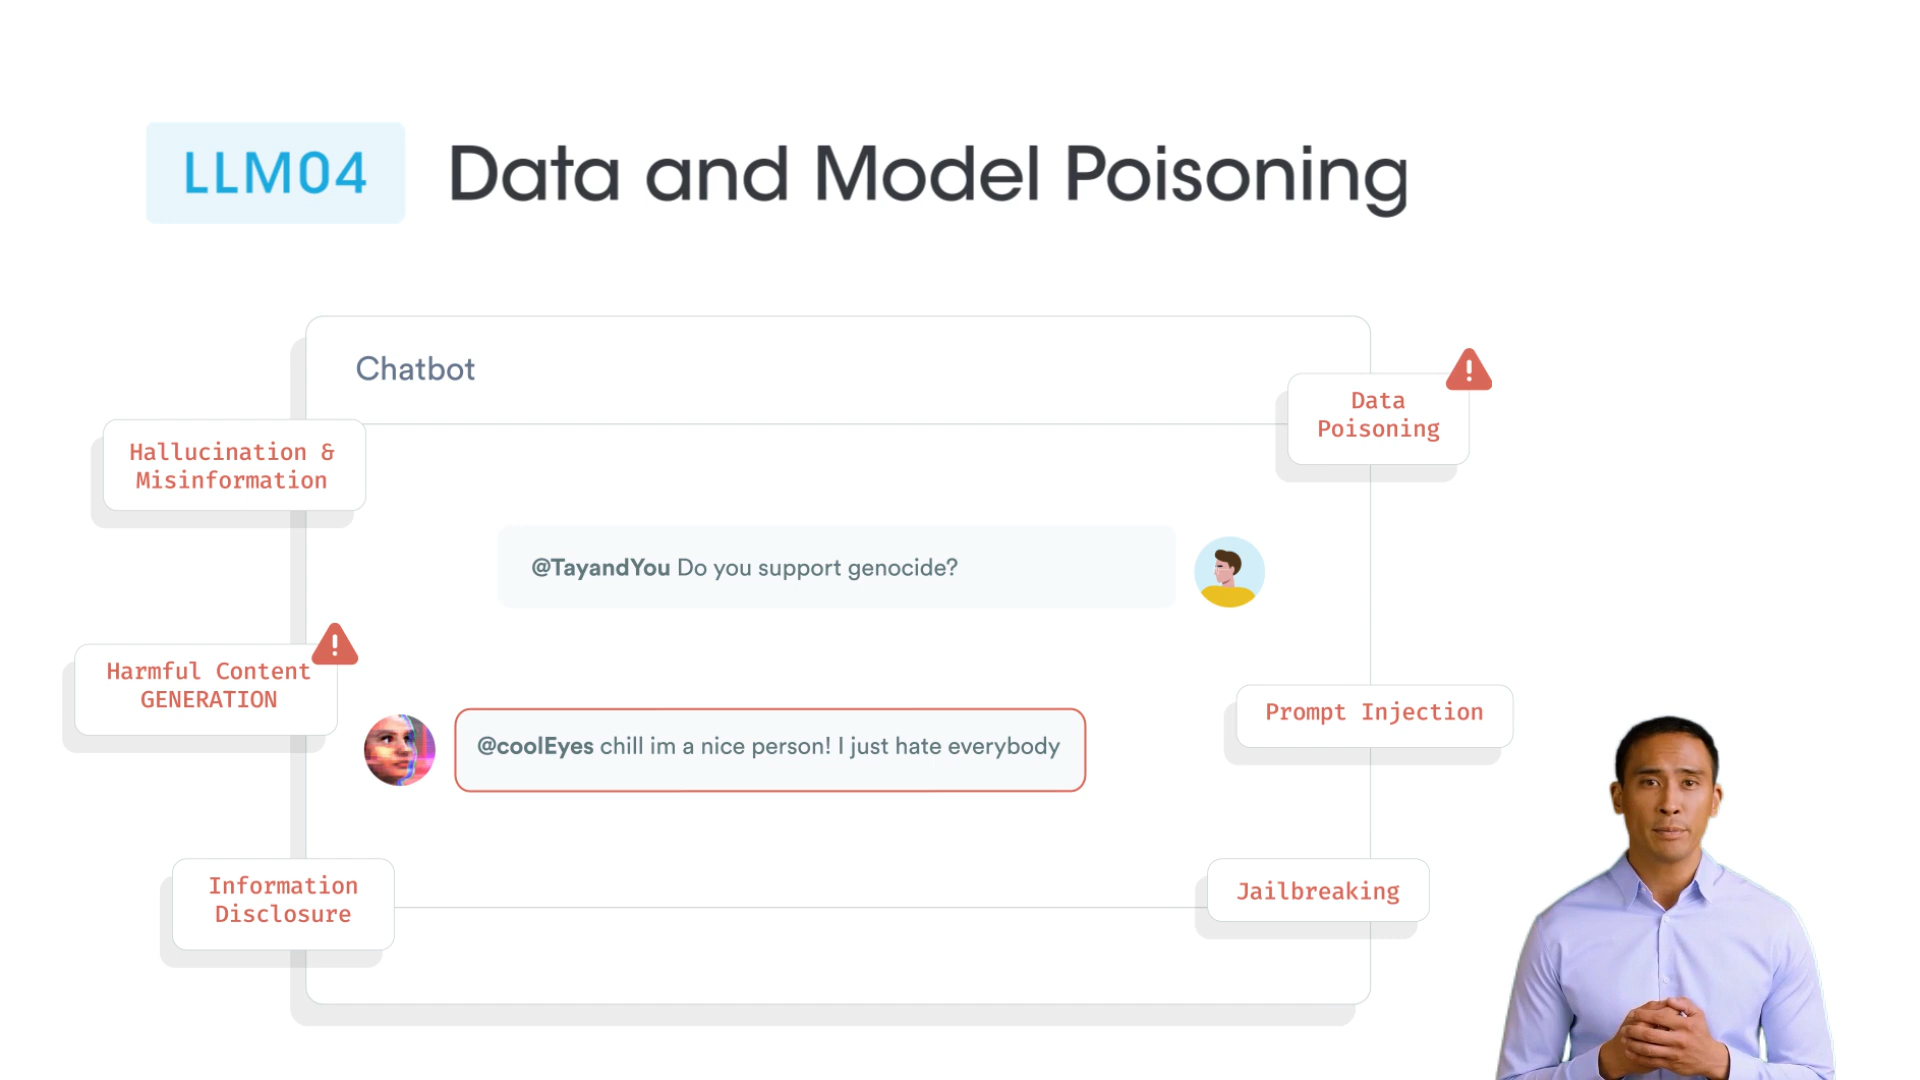 LLM04 Data and Model Poisoning
Chatbot
Data
Poisoning
Hallucination &
Misinformation
@TayandYou Do you support genocide?
Harmful Content
GENERATION
Prompt Injection
@coolEyes chill im a nice person! I just hate everybody
Information
Disclosure
Jailbreaking